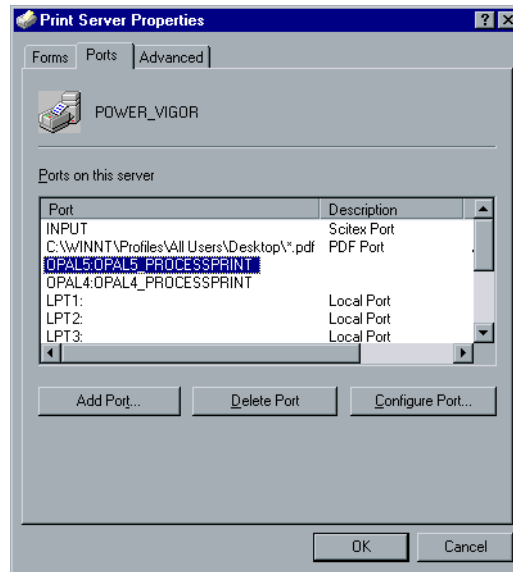 Print Server Properties
Forms Ports Advanced
POWER_VIGOR
Ports on this server
Port Description
INPUT Scitex Port
C:\WINNT\Profiles\All Users\Desktop\*.pdf PDF Port
OPAL5:OPAL5_PROCESSPRINT
OPAL4:OPAL4_PROCESSPRINT
LPT1: Local Port
LPT2: Local Port
LPT3: Local Port
Add Port... Delete Port Configure Port...
OK Cancel